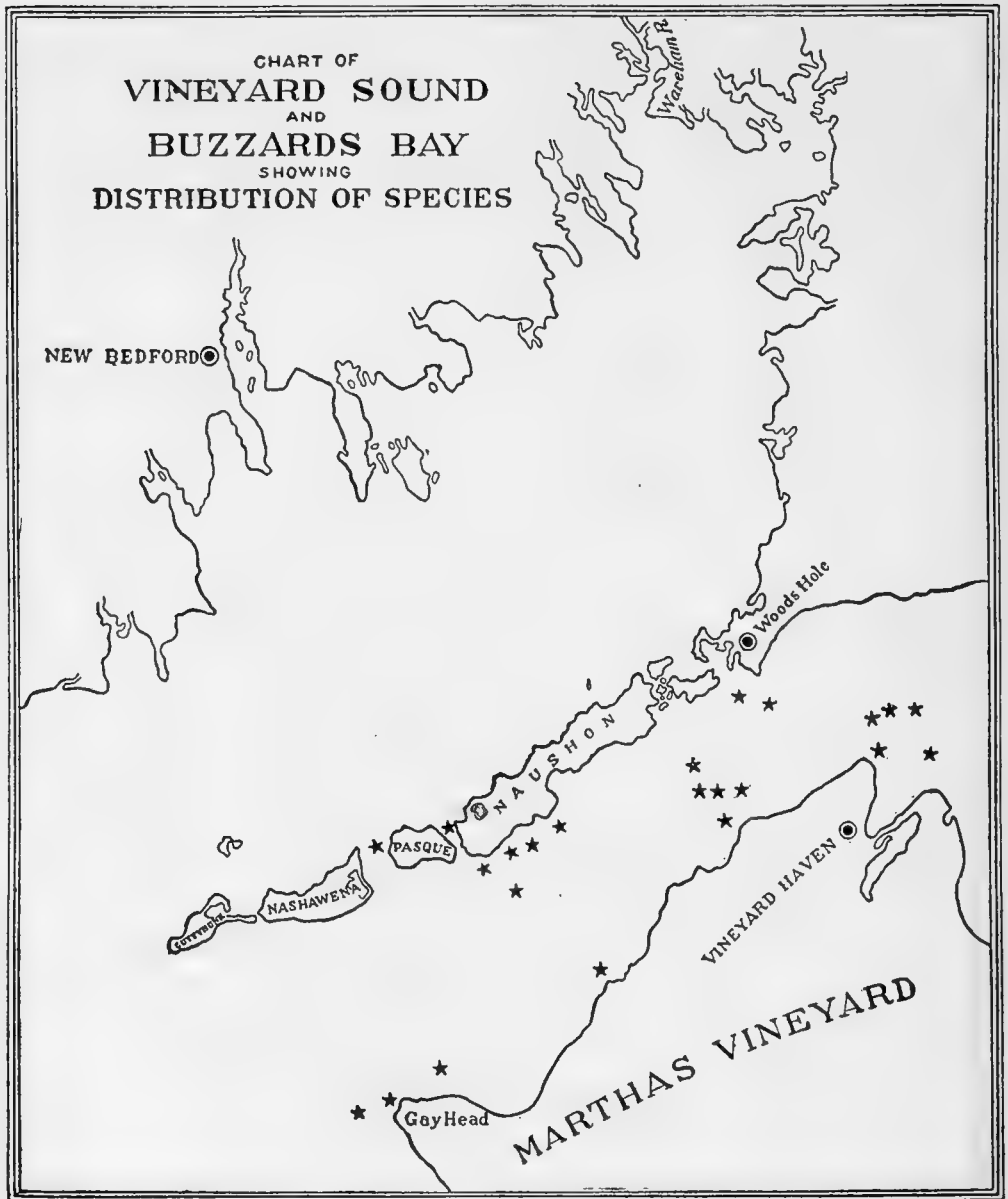 CHART OF
VINEYARD SOUND
AND
BUZZARDS BAY
SHOWING
DISTRIBUTION OF SPECIES
Wareham R
NEW BEDFORD
Woods Hole
NAUSHON
PASQUE
NASHAWENA
CUTTYHUNK
VINEYARD HAVEN
MARTHAS VINEYARD
Gay Head